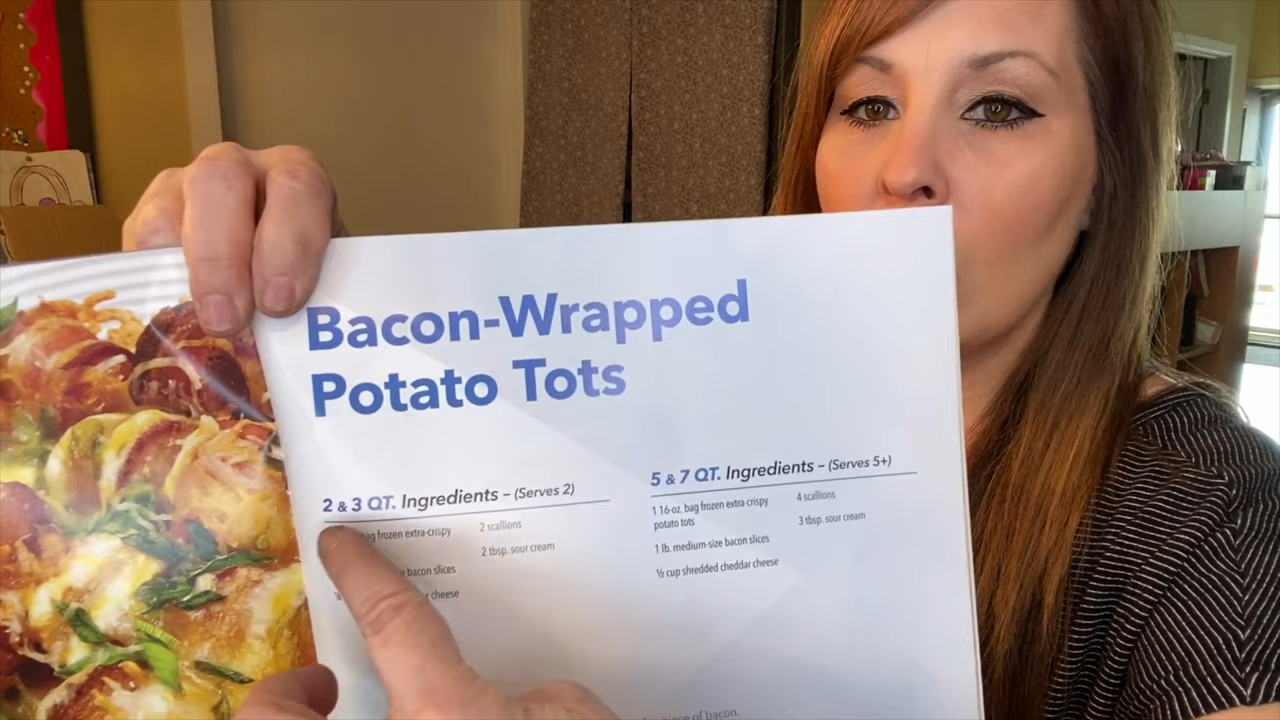 Bacon-Wrapped
Potato Tots
2 & 3 QT. Ingredients – (Serves 2)
bag frozen extra-crispy
bacon slices
cheese
2 scallions
2 tbsp. sour cream
5 & 7 QT. Ingredients – (Serves 5+)
1 16-oz. bag frozen extra-crispy
potato tots
1 lb. medium-size bacon slices
½ cup shredded cheddar cheese
4 scallions
3 tbsp. sour cream
piece of bacon.